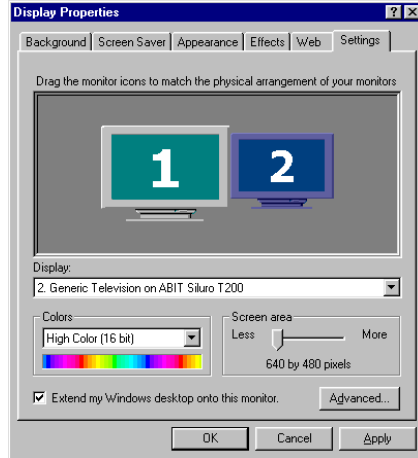 Display Properties
Background Screen Saver Appearance Effects Web Settings
Drag the monitor icons to match the physical arrangement of your monitors
1 2
Display:
2. Generic Television on ABIT Siluro T200
Colors
High Color (16 bit)
Screen area
Less More
640 by 480 pixels
Extend my Windows desktop onto this monitor.
Advanced...
OK Cancel Apply